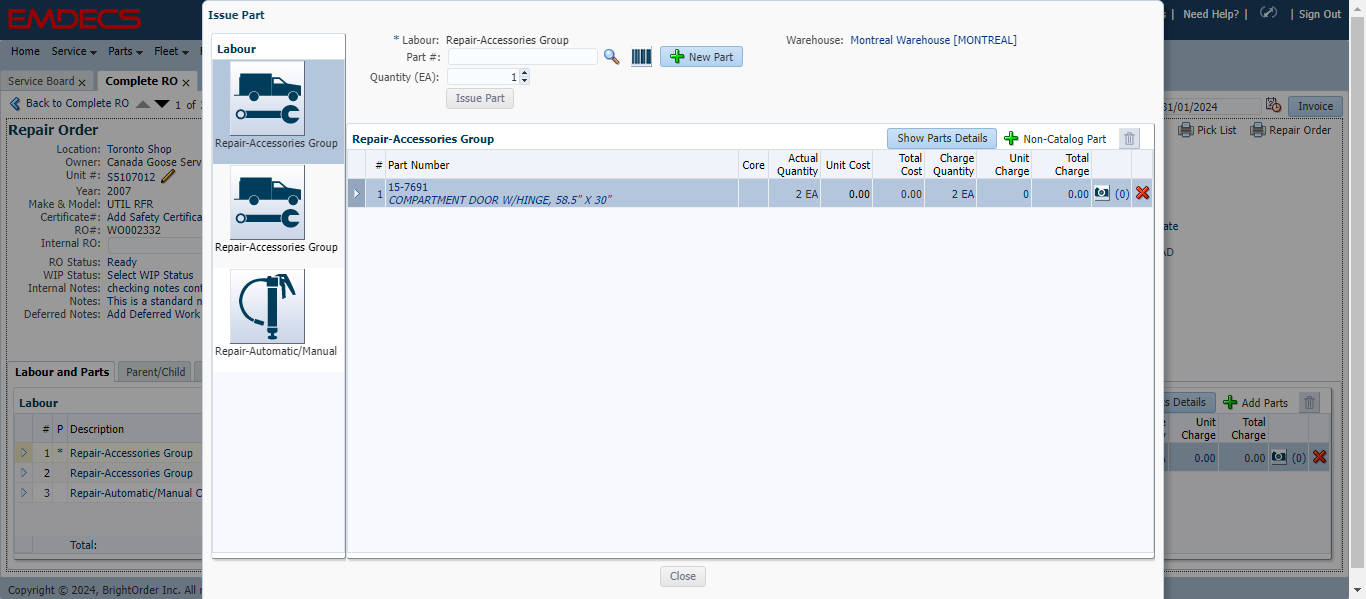 EMDECS
Need Help? | | Sign Out
Home Service Parts Fleet
Service Board x Complete RO x
Back to Complete RO 1 of
31/01/2024 Invoice
Pick List Repair Order
Repair Order
Location: Toronto Shop
Owner: Canada Goose Serv
Unit #: S5107012
Year: 2007
Make & Model: UTIL RFR
Certificate#: Add Safety Certifica
RO#: WO002332
Internal RO:
RO Status: Ready
WIP Status: Select WIP Status
Internal Notes: checking notes cont
Notes: This is a standard n
Deferred Notes: Add Deferred Work
Labour and Parts Parent/Child
Labour
# P Description
1 * Repair-Accessories Group
2 Repair-Accessories Group
3 Repair-Automatic/Manual C
Total:
Copyright © 2024, BrightOrder Inc. All r
Issue Part
Labour
Repair-Accessories Group
Repair-Accessories Group
Repair-Automatic/Manual
* Labour: Repair-Accessories Group
Warehouse: Montreal Warehouse [MONTREAL]
Part #: New Part
Quantity (EA): 1
Issue Part
Repair-Accessories Group Show Parts Details Non-Catalog Part
# Part Number Core Actual Quantity Unit Cost Total Cost Charge Quantity Unit Charge Total Charge
1 15-7691 2 EA 0.00 0.00 2 EA 0 0.00 (0)
COMPARTMENT DOOR W/HINGE, 58.5" X 30"
Close
ate
AD
s Details Add Parts
Unit Charge Total Charge
0.00 0.00 (0)